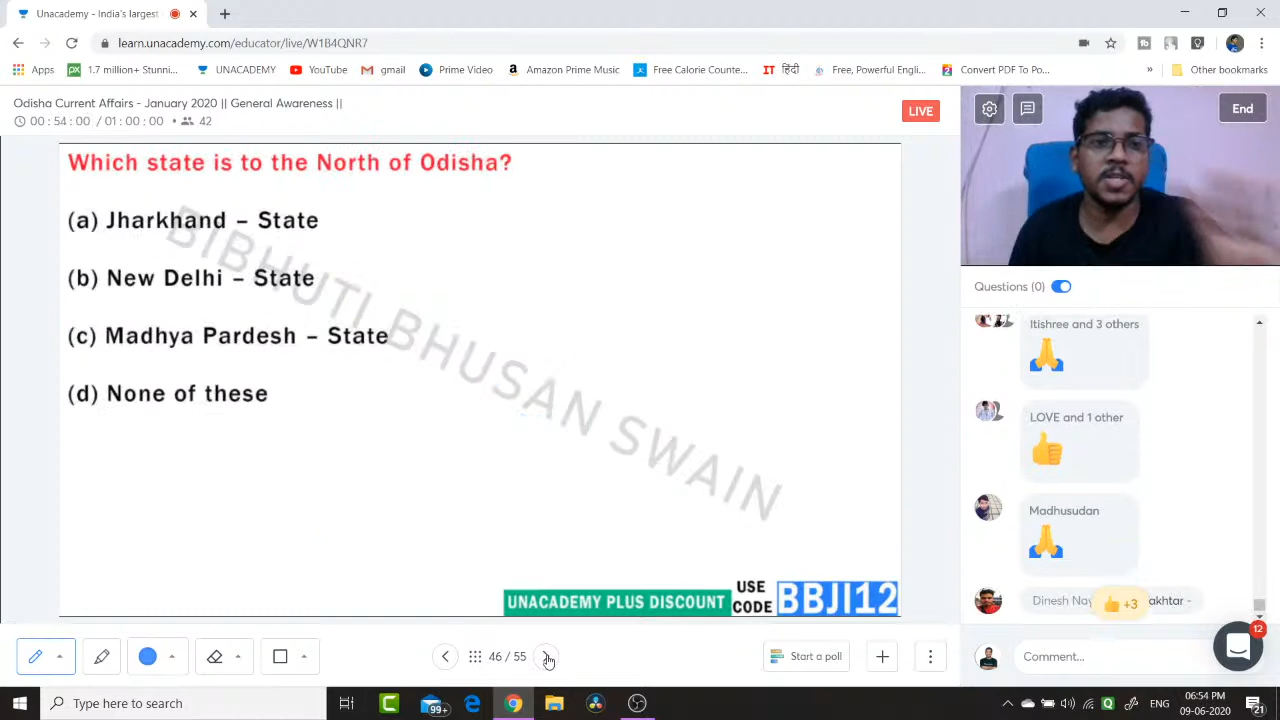 Unacademy - India's largest
learn.unacademy.com/educator/live/W1B4QNR7
Apps
1.7 million+ Stunni...
UNACADEMY
YouTube
gmail
Prime Video
Amazon Prime Music
Free Calorie Counte...
IT हिंदी
Free, Powerful Engli...
Convert PDF To Po...
»
Other bookmarks
Odisha Current Affairs - January 2020 || General Awareness ||
00 : 54 : 00 / 01 : 00 : 00 • 42
LIVE
End
Which state is to the North of Odisha?
(a) Jharkhand – State
(b) New Delhi – State
(c) Madhya Pardesh – State
(d) None of these
BIBHUTI BHUSAN SWAIN
UNACADEMY PLUS DISCOUNT
USE
CODE
BBJI12
Questions (0)
Itishree and 3 others
LOVE and 1 other
Madhusudan
Dinesh Nay
akhtar -
+3
12
46 / 55
Start a poll
Comment...
Type here to search
99+
ENG
06:54 PM
09-06-2020
21